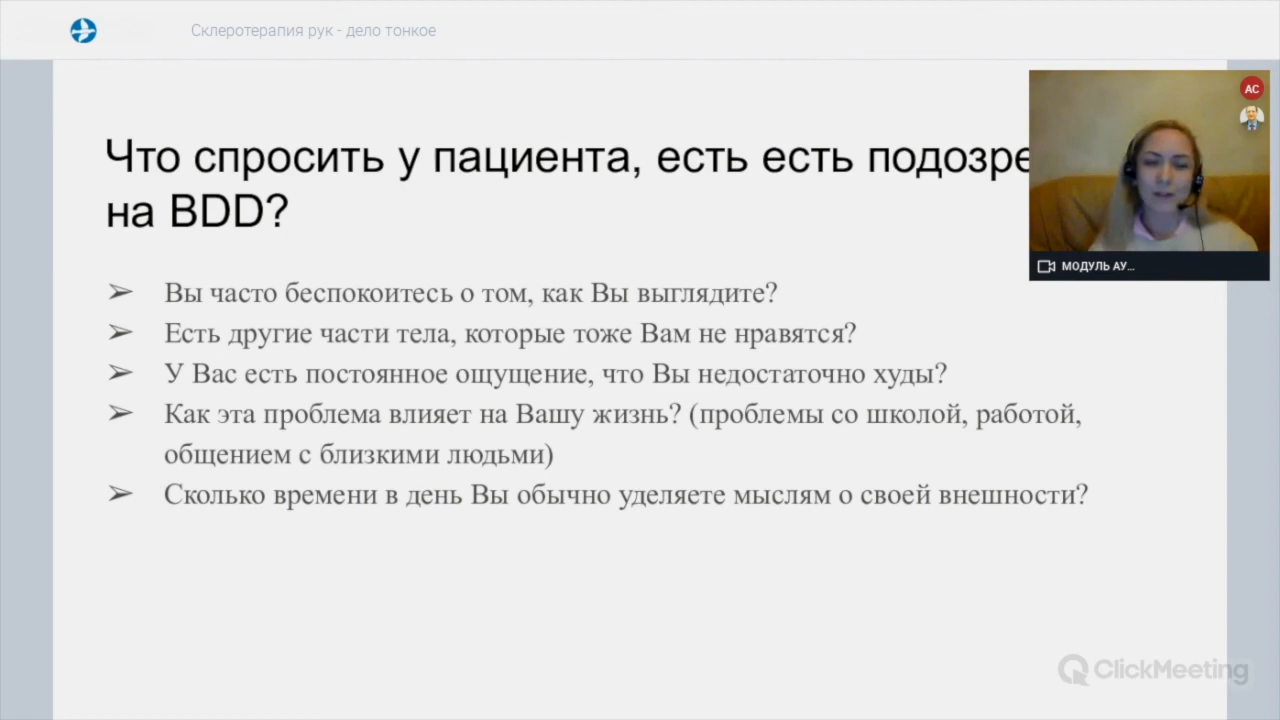 Склеротерапия рук - дело тонкое
Что спросить у пациента, есть есть подозре
на BDD?
➢ Вы часто беспокоитесь о том, как Вы выглядите?
➢ Есть другие части тела, которые тоже Вам не нравятся?
➢ У Вас есть постоянное ощущение, что Вы недостаточно худы?
➢ Как эта проблема влияет на Вашу жизнь? (проблемы со школой, работой,
общением с близкими людьми)
➢ Сколько времени в день Вы обычно уделяете мыслям о своей внешности?
АС
МОДУЛЬ АУ...
ClickMeeting